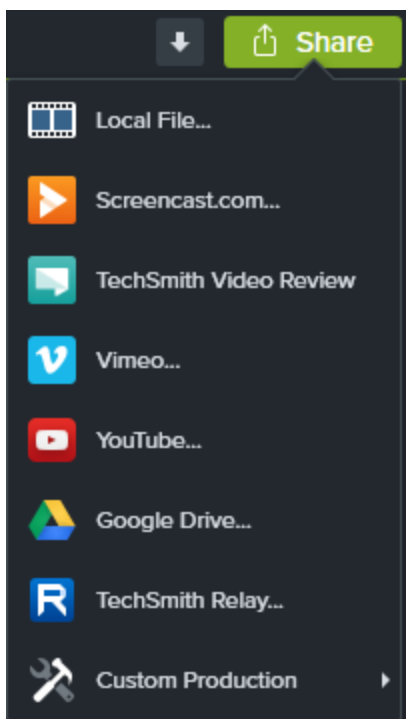 Share
Local File...
Screencast.com...
TechSmith Video Review
Vimeo...
YouTube...
Google Drive...
TechSmith Relay...
Custom Production